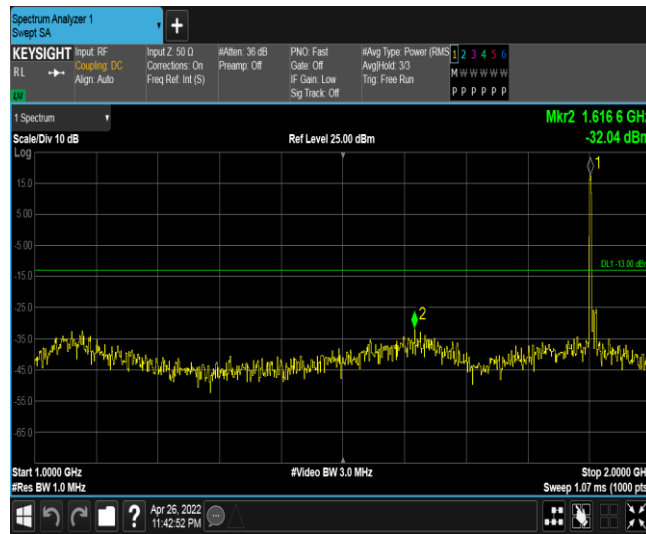 Spectrum Analyzer 1
Swept SA
+
KEYSIGHT
RL
LXI
Input: RF
Coupling: DC
Align: Auto
Input Z: 50 Ω
Corrections: On
Freq Ref: Int (S)
#Atten: 36 dB
Preamp: Off
PNO: Fast
Gate: Off
IF Gain: Low
Sig Track: Off
#Avg Type: Power (RMS
Avg|Hold: 3/3
Trig: Free Run
1 2 3 4 5 6
M W W W W W
P P P P P P
1 Spectrum
Scale/Div 10 dB
Log
Ref Level 25.00 dBm
Mkr2 1.616 6 GHz
-32.04 dBm
15.0
5.00
-5.00
-15.0
-25.0
-35.0
-45.0
-55.0
-65.0
1
DL1 -13.00 dBm
2
Start 1.0000 GHz
#Res BW 1.0 MHz
#Video BW 3.0 MHz
Stop 2.0000 GH
Sweep 1.07 ms (1000 pts
?
Apr 26, 2022
11:42:52 PM